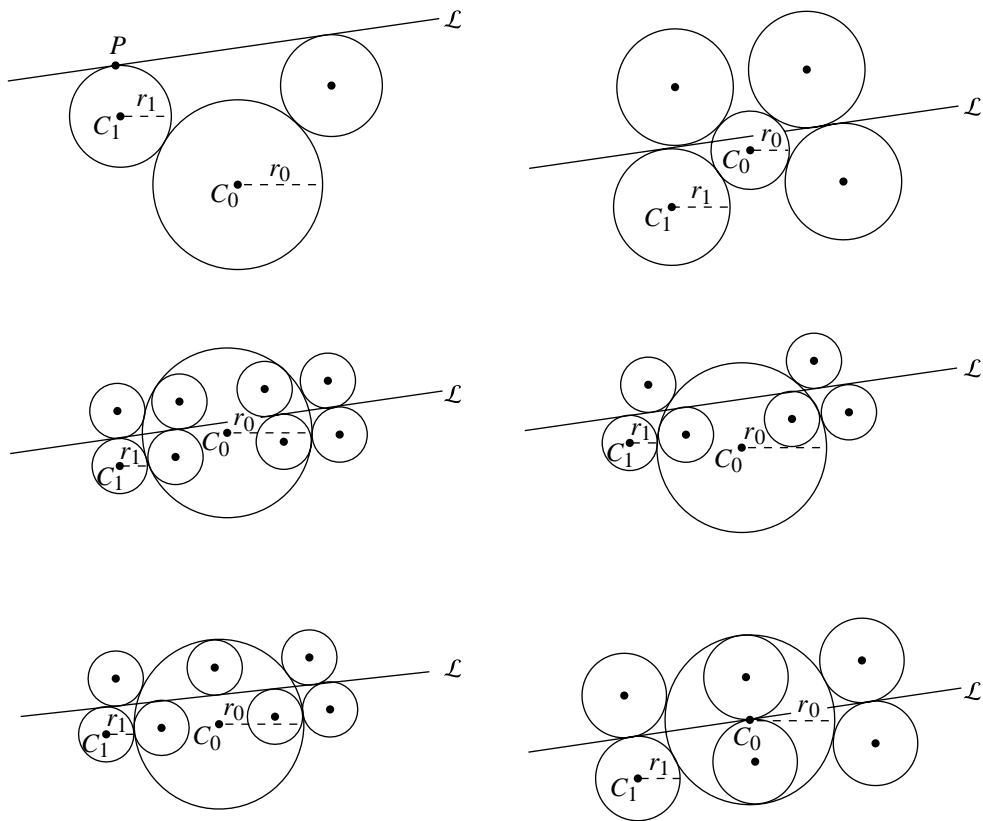 ℒ
P
r₁
C₁
r₀
C₀
ℒ
r₀
C₀
r₁
C₁
ℒ
r₀
C₀
r₁
C₁
ℒ
r₁
C₁
r₀
C₀
ℒ
r₁
C₁
r₀
C₀
ℒ
r₀
C₀
r₁
C₁